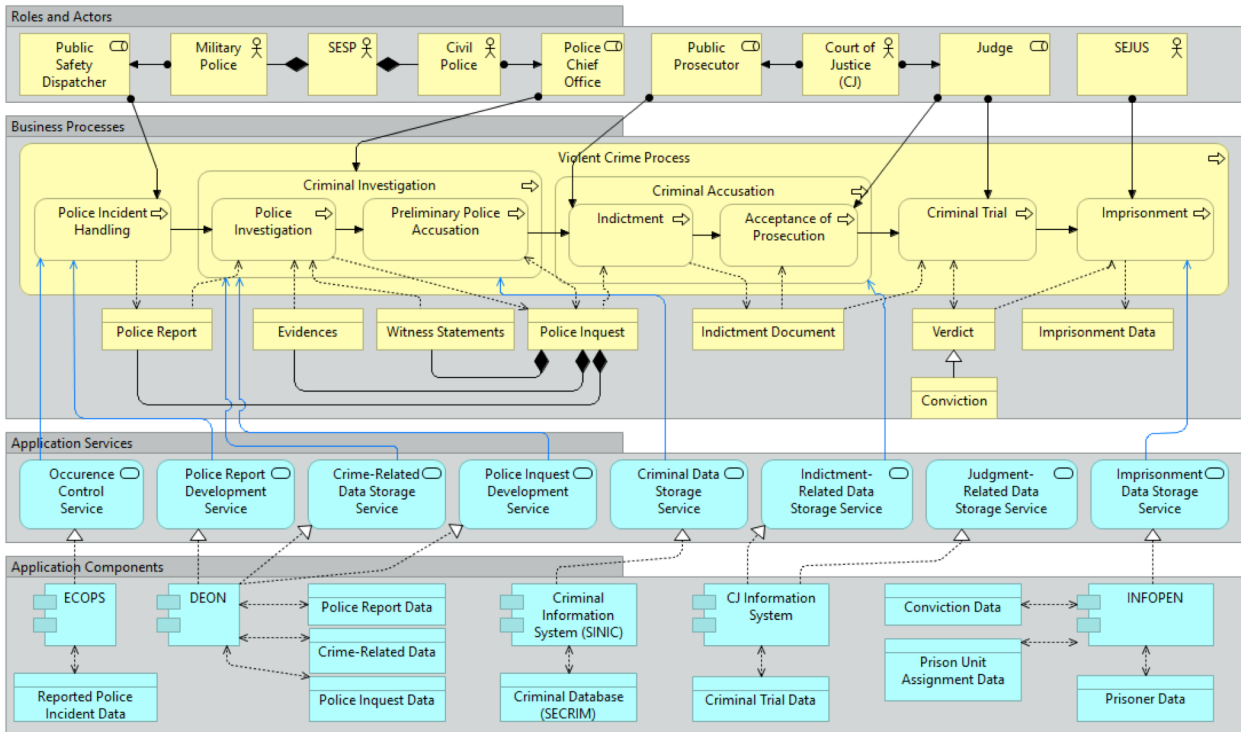 Roles and Actors
Public
Safety
Dispatcher
Military
Police
SESP
Civil
Police
Police
Chief
Office
Public
Prosecutor
Court of
Justice
(CJ)
Judge
SEJUS
Business Processes
Violent Crime Process
Criminal Investigation
Criminal Accusation
Police Incident
Handling
Police
Investigation
Preliminary Police
Accusation
Indictment
Acceptance of
Prosecution
Criminal Trial
Imprisonment
Police Report
Evidences
Witness Statements
Police Inquest
Indictment Document
Verdict
Imprisonment Data
Conviction
Application Services
Occurence
Control
Service
Police Report
Development
Service
Crime-Related
Data Storage
Service
Police Inquest
Development
Service
Criminal Data
Storage
Service
Indictment-
Related Data
Storage Service
Judgment-
Related Data
Storage Service
Imprisonment
Data Storage
Service
Application Components
ECOPS
DEON
Police Report Data
Crime-Related Data
Police Inquest Data
Criminal
Information
System (SINIC)
CJ Information
System
Conviction Data
Prison Unit
Assignment Data
INFOPEN
Reported Police
Incident Data
Criminal Database
(SECRIM)
Criminal Trial Data
Prisoner Data